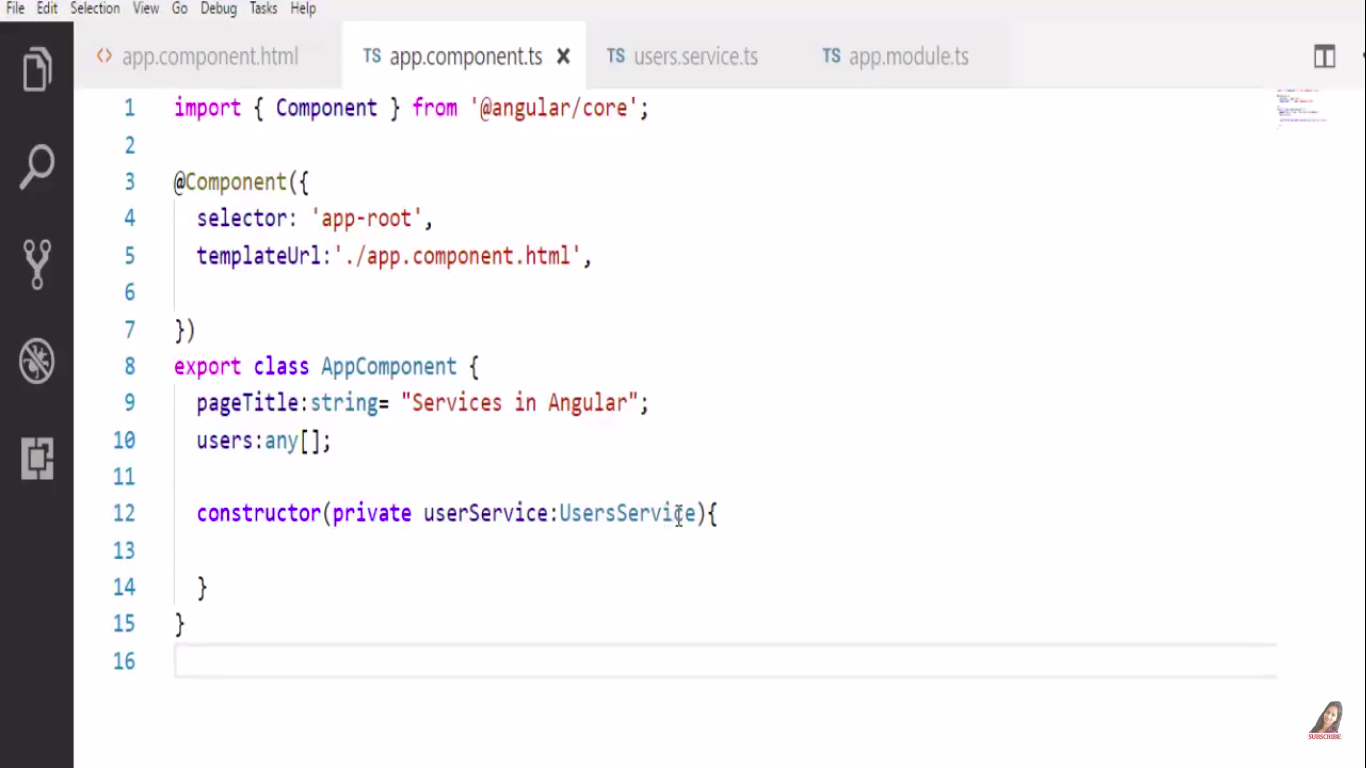 File Edit Selection View Go Debug Tasks Help
<> app.component.html TS app.component.ts TS users.service.ts TS app.module.ts
1 import { Component } from '@angular/core';
2
3 @Component({
4 selector: 'app-root',
5 templateUrl:'./app.component.html',
6
7 })
8 export class AppComponent {
9 pageTitle:string= "Services in Angular";
10 users:any[];
11
12 constructor(private userService:UsersService){
13
14 }
15 }
16
SUBSCRIBE